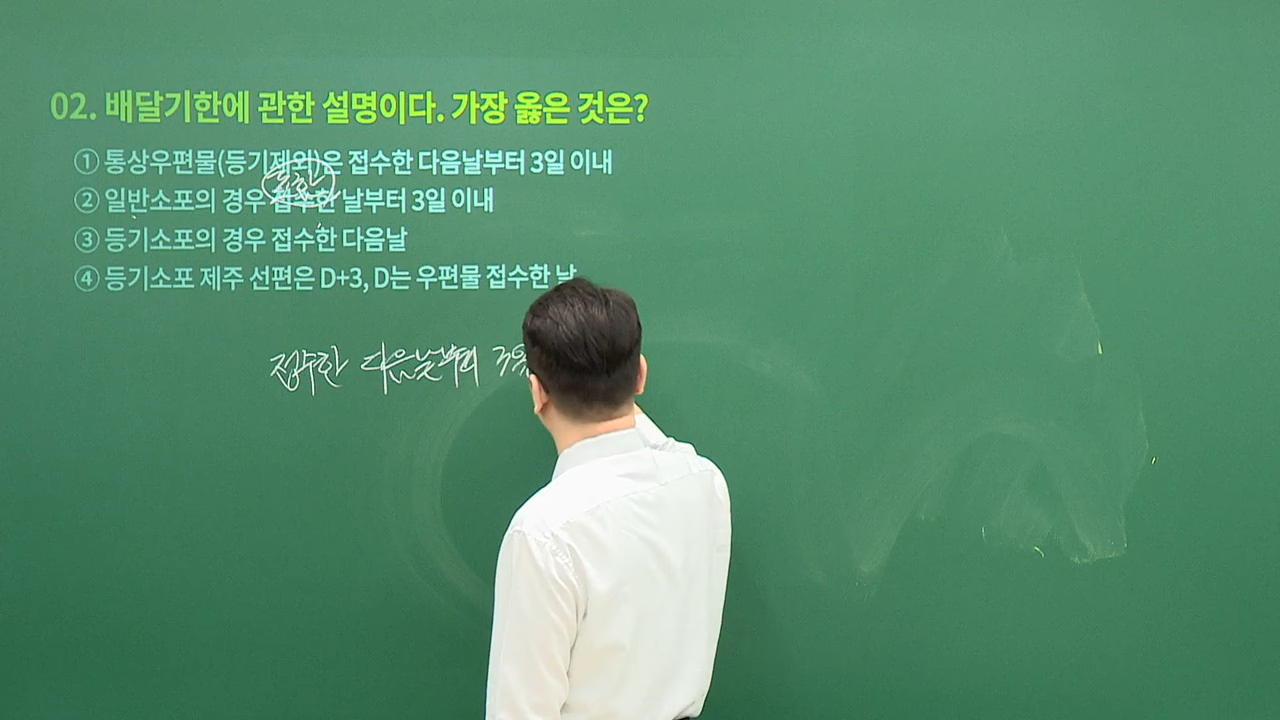 02. 배달기한에 관한 설명이다. 가장 옳은 것은?
① 통상우편물(등기제외)은 접수한 다음날부터 3일 이내
② 일반소포의 경우 접수한 날부터 3일 이내
③ 등기소포의 경우 접수한 다음날
④ 등기소포 제주 선편은 D+3, D는 우편물 접수한 날
접수한 다음날부터